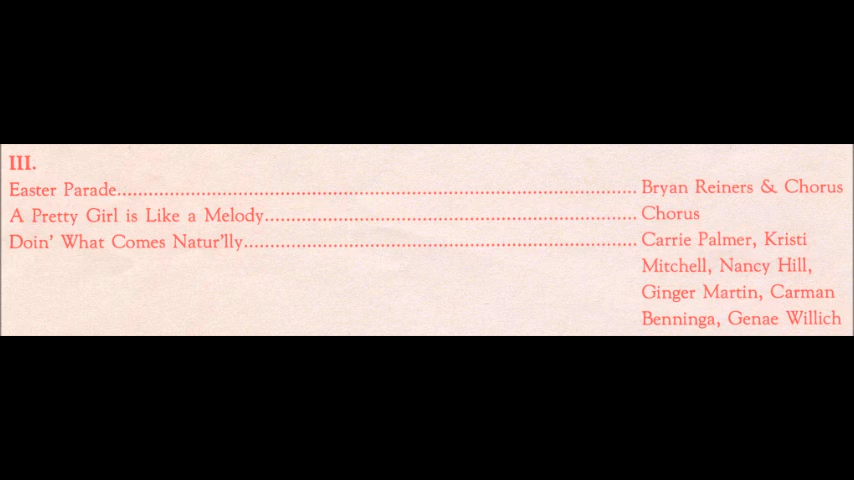 III.
Easter Parade.................................................................................................... Bryan Reiners & Chorus
A Pretty Girl is Like a Melody........................................................................ Chorus
Doin' What Comes Natur'lly............................................................................ Carrie Palmer, Kristi
Mitchell, Nancy Hill,
Ginger Martin, Carman
Benninga, Genae Willich